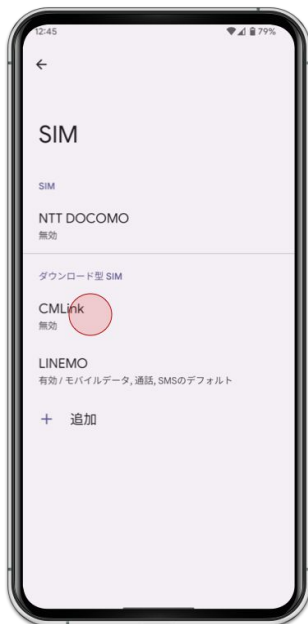 12:45 79%
SIM
SIM
NTT DOCOMO
無効
ダウンロード型 SIM
CMLink
無効
LINEMO
有効 / モバイルデータ, 通話, SMSのデフォルト
+ 追加